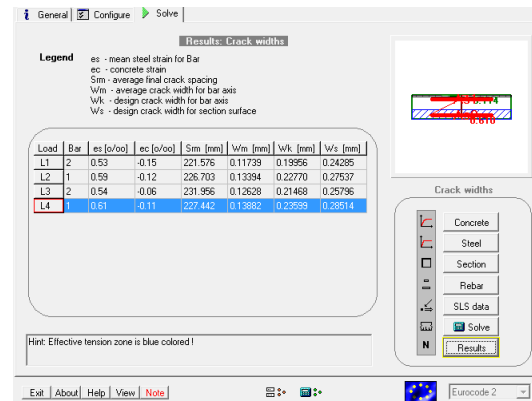 General Configure Solve
Results: Crack widths
Legend
es - mean steel strain for Bar
ec - concrete strain
Srm - average final crack spacing
Wm - average crack width for bar axis
Wk - design crack width for bar axis
Ws - design crack width for section surface
Load Bar es [o/oo] ec [o/oo] Srm [mm] Wm [mm] Wk [mm] Ws [mm]
L1 2 0.53 -0.15 221.576 0.11739 0.19956 0.24285
L2 1 0.59 -0.12 226.703 0.13394 0.22770 0.27537
L3 2 0.54 -0.06 231.956 0.12628 0.21468 0.25796
L4 1 0.61 -0.11 227.442 0.13882 0.23599 0.28514
Crack widths
Concrete
Steel
Section
Rebar
SLS data
Solve
N Results
Hint: Effective tension zone is blue colored !
Exit About Help View Note Eurocode 2